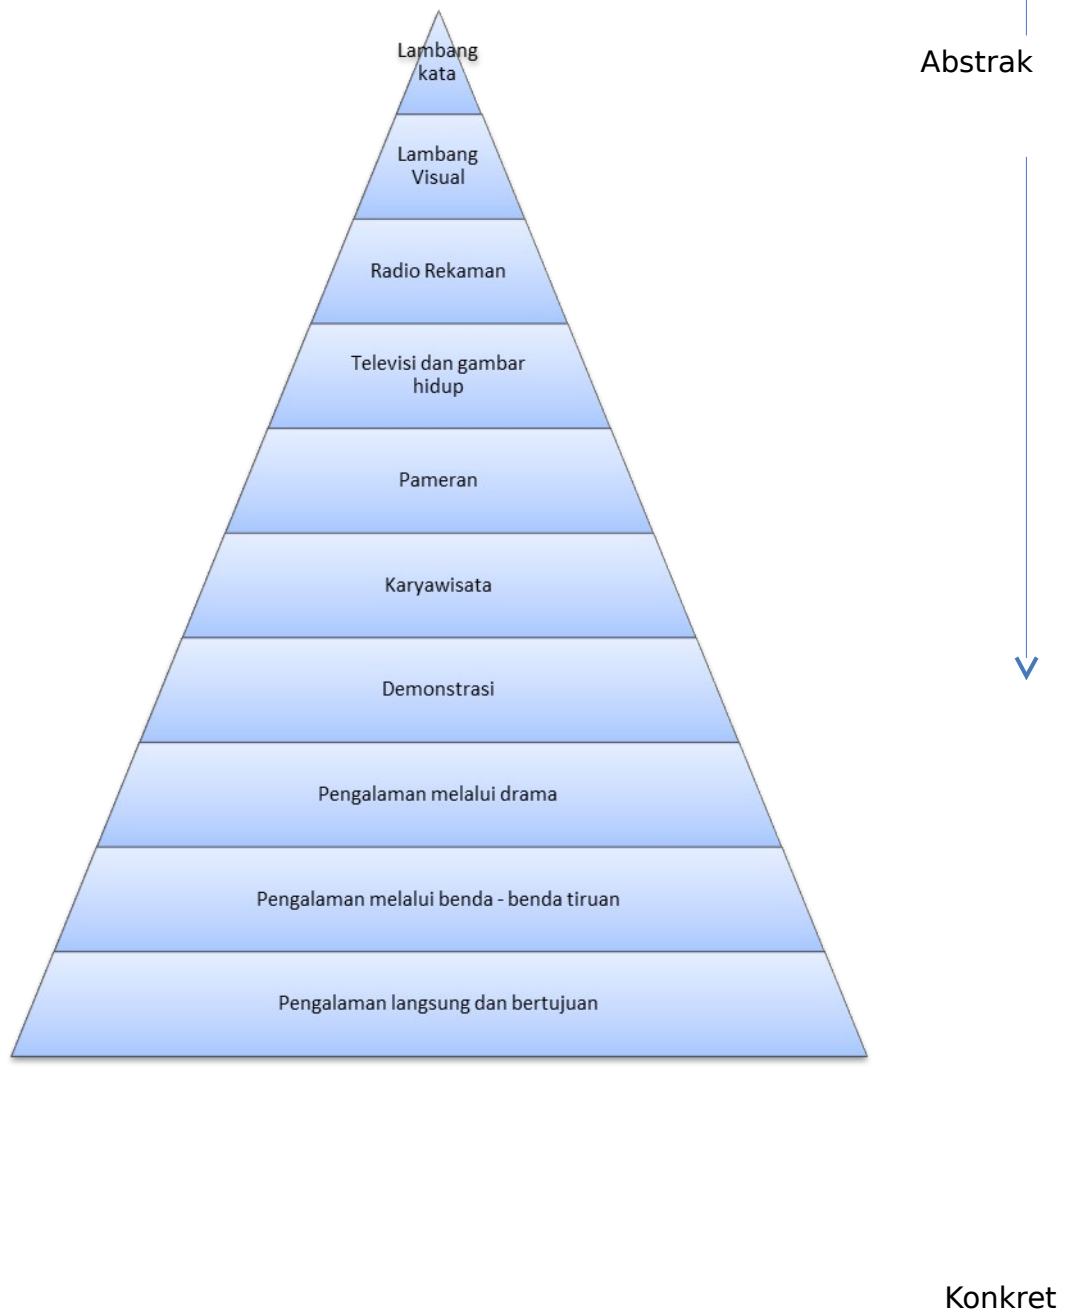 Lambang
kata
Abstrak
Lambang
Visual
Radio Rekaman
Televisi dan gambar
hidup
Pameran
Karyawisata
Demonstrasi
Pengalaman melalui drama
Pengalaman melalui benda - benda tiruan
Pengalaman langsung dan bertujuan
Konkret